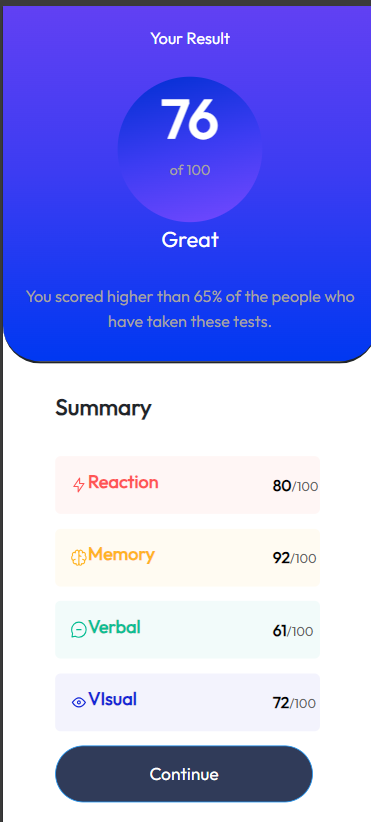 Your Result
76
of 100
Great
You scored higher than 65% of the people who
have taken these tests.
Summary
Reaction 80/100
Memory 92/100
Verbal 61/100
VIsual 72/100
Continue